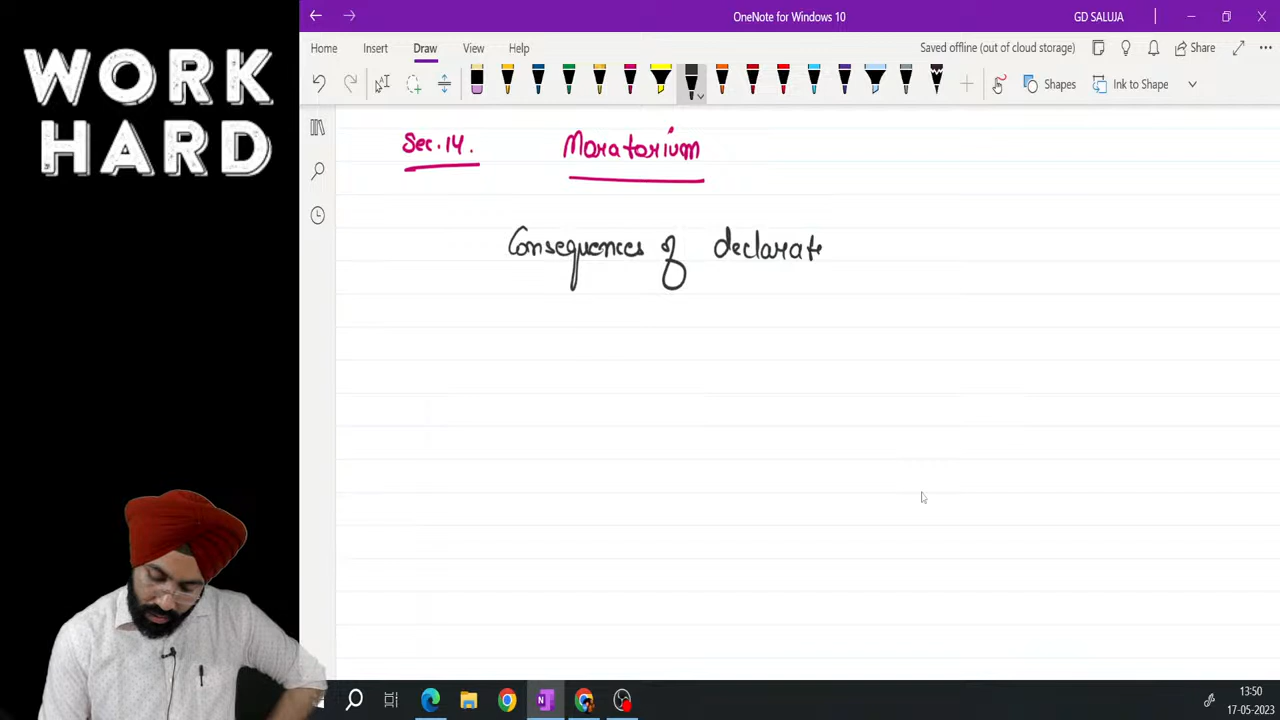 WORK
HARD
OneNote for Windows 10
GD SALUJA
Home Insert Draw View Help
Saved offline (out of cloud storage)
Share
Shapes
Ink to Shape
Sec. 14. Moratorium
Consequences of declarate
13:50
17-05-2023